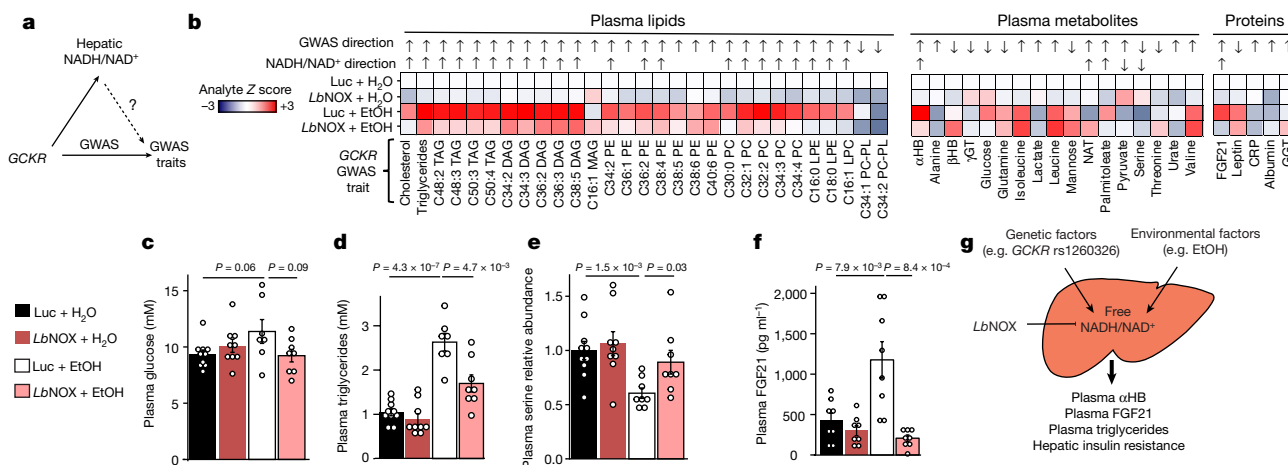 a
Hepatic
NADH/NAD⁺
?
GCKR
GWAS
GWAS
traits
b
Plasma lipids
Plasma metabolites
Proteins
GWAS direction
↑ ↑ ↑ ↑ ↑ ↑ ↑ ↑ ↑ ↑ ↑ ↑ ↑ ↑ ↑ ↑ ↑ ↑ ↑ ↑ ↑ ↑ ↑ ↑ ↑ ↓ ↓
NADH/NAD⁺ direction
Analyte Z score
−3
+3
Luc + H₂O
LbNOX + H₂O
Luc + EtOH
LbNOX + EtOH
GCKR
GWAS
trait
Cholesterol
Triglycerides
C48:2 TAG
C48:3 TAG
C50:3 TAG
C50:4 TAG
C34:2 DAG
C34:3 DAG
C36:2 DAG
C36:3 DAG
C38:5 DAG
C16:1 MAG
C34:2 PE
C36:1 PE
C36:2 PE
C38:4 PE
C38:5 PE
C38:6 PE
C40:6 PE
C30:0 PC
C32:1 PC
C32:2 PC
C34:3 PC
C34:4 PC
C16:0 LPE
C18:0 LPE
C16:1 LPC
C34:1 PC-PL
C34:2 PC-PL
αHB
Alanine
βHB
γGT
Glucose
Glutamine
Isoleucine
Lactate
Leucine
Mannose
NAT
Palmitoleate
Pyruvate
Serine
Threonine
Urate
Valine
FGF21
Leptin
CRP
Albumin
GGT
Luc + H₂O
LbNOX + H₂O
Luc + EtOH
LbNOX + EtOH
c
P = 0.06
P = 0.09
Plasma glucose (mM)
15
10
5
0
d
P = 4.3 × 10⁻⁷
P = 4.7 × 10⁻³
Plasma triglycerides (mM)
3
2
1
0
e
P = 1.5 × 10⁻³
P = 0.03
Plasma serine relative abundance
1.5
1.0
0.5
0
f
P = 7.9 × 10⁻³
P = 8.4 × 10⁻⁴
Plasma FGF21 (pg ml⁻¹)
2,000
1,500
1,000
500
0
g
Genetic factors
(e.g. GCKR rs1260326)
Environmental factors
(e.g. EtOH)
LbNOX
Free
NADH/NAD⁺
Plasma αHB
Plasma FGF21
Plasma triglycerides
Hepatic insulin resistance